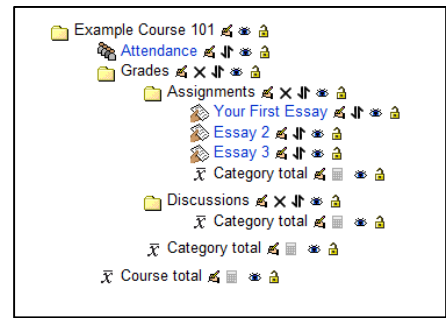 Example Course 101
Attendance
Grades
Assignments
Your First Essay
Essay 2
Essay 3
x̅ Category total
Discussions
x̅ Category total
x̅ Category total
x̅ Course total